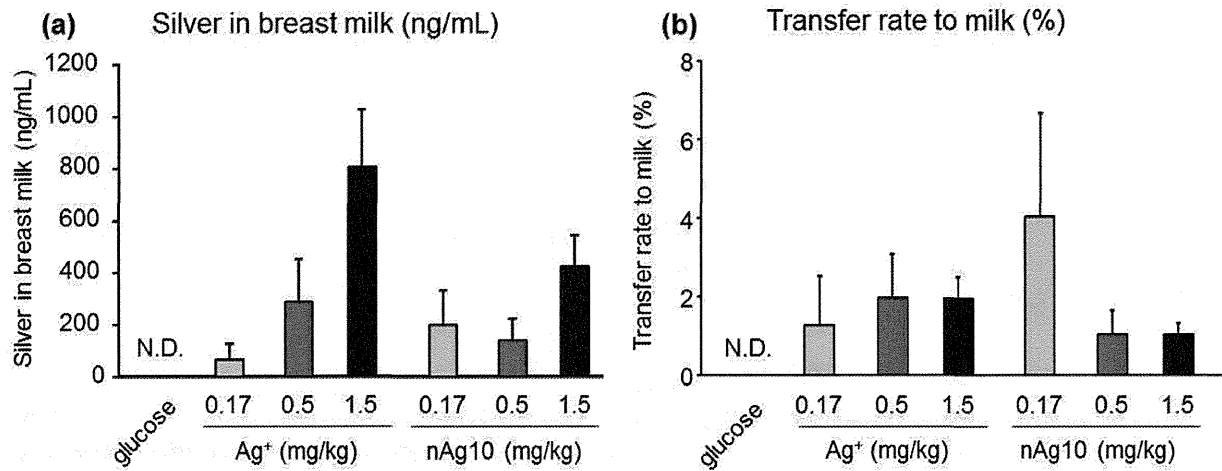 (a) Silver in breast milk (ng/mL)
Silver in breast milk (ng/mL)
1200
1000
800
600
400
200
0
N.D.
glucose
0.17 0.5 1.5 0.17 0.5 1.5
Ag⁺ (mg/kg) nAg10 (mg/kg)
(b) Transfer rate to milk (%)
Transfer rate to milk (%)
8
6
4
2
0
N.D.
glucose
0.17 0.5 1.5 0.17 0.5 1.5
Ag⁺ (mg/kg) nAg10 (mg/kg)